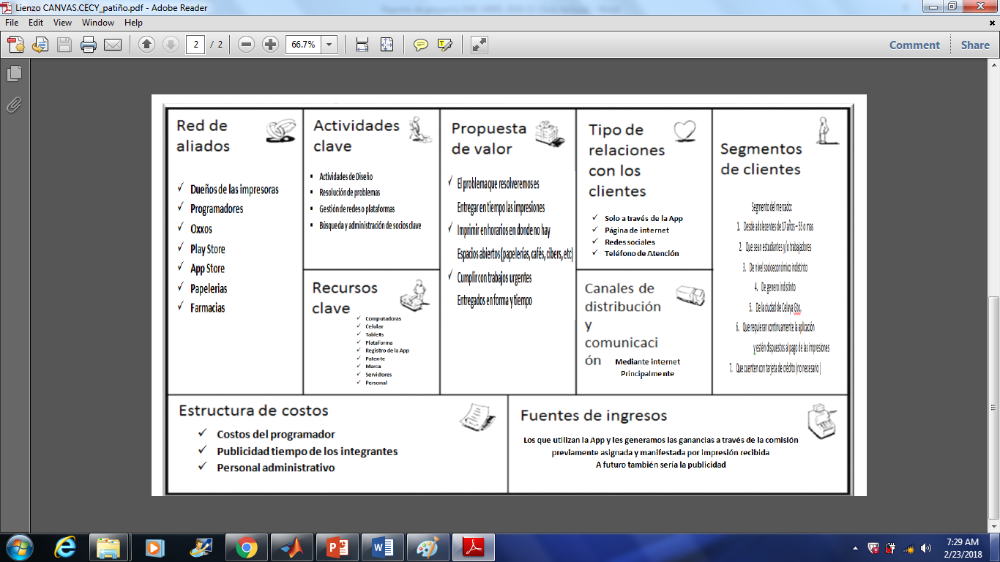 Lienzo CANVAS.CECY_patiño.pdf - Adobe Reader
File Edit View Window Help
2 / 2 66.7% Comment Share
Red de
aliados
✓ Dueños de las impresoras
✓ Programadores
✓ Oxxos
✓ Play Store
✓ App Store
✓ Papelerias
✓ Farmacias
Actividades
clave
▪ Actividades de Diseño
▪ Resolución de problemas
▪ Gestión de redes o plataformas
▪ Búsqueda y administración de socios clave
Recursos
clave
✓ Computadoras
✓ Celular
✓ Tablets
✓ Plataforma
✓ Registro de la App
✓ Patente
✓ Marca
✓ Servidores
✓ Personal
Propuesta
de valor
✓ El problema que resolveremos es
Entregar en tiempo las impresiones
✓ Imprimir en horarios en donde no hay
Espacios abiertos (papelerías, cafés, cibers, etc)
✓ Cumplir con trabajos urgentes
Entregados en forma y tiempo
Tipo de
relaciones
con los
clientes
✓ Solo a través de la App
✓ Página de internet
✓ Redes sociales
✓ Teléfono de Atención
Canales de
distribución
y
comunicaci
ón
Mediante internet
Principalmente
Segmentos
de clientes
Segmento del mercado:
1. Desde adolecentes de 17 años – 55 o mas
2. Que sean estudiantes y/o trabajadores
3. De nivel socioeconómico indistinto
4. De genero indistinto
5. De la ciudad de Celaya Gto.
6. Que requieran continuamente la aplicación
y estén dispuestos al pago de las impresiones
7. Que cuenten con tarjeta de crédito (no necesario )
Estructura de costos
✓ Costos del programador
✓ Publicidad tiempo de los integrantes
✓ Personal administrativo
Fuentes de ingresos
Los que utilizan la App y les generamos las ganancias a través de la comisión
previamente asignada y manifestada por impresión recibida
A futuro también sería la publicidad
7:29 AM
2/23/2018